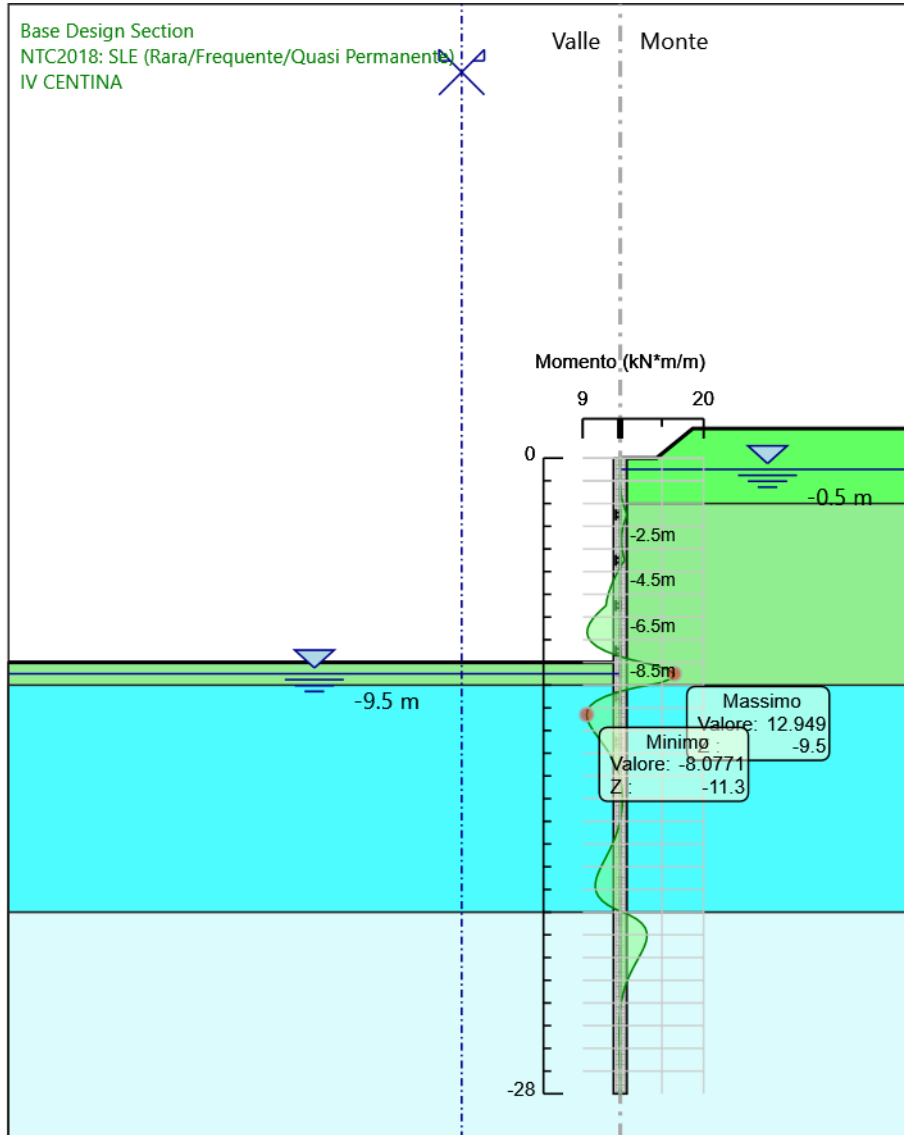 Base Design Section
NTC2018: SLE (Rara/Frequente/Quasi Permanente)
IV CENTINA
Valle
Monte
Momento (kN*m/m)
9
20
0
-0.5 m
-2.5m
-4.5m
-6.5m
-8.5m
-9.5 m
Massimo
Valore: 12.949
Z : -9.5
Minimo
Valore: -8.0771
Z : -11.3
-28